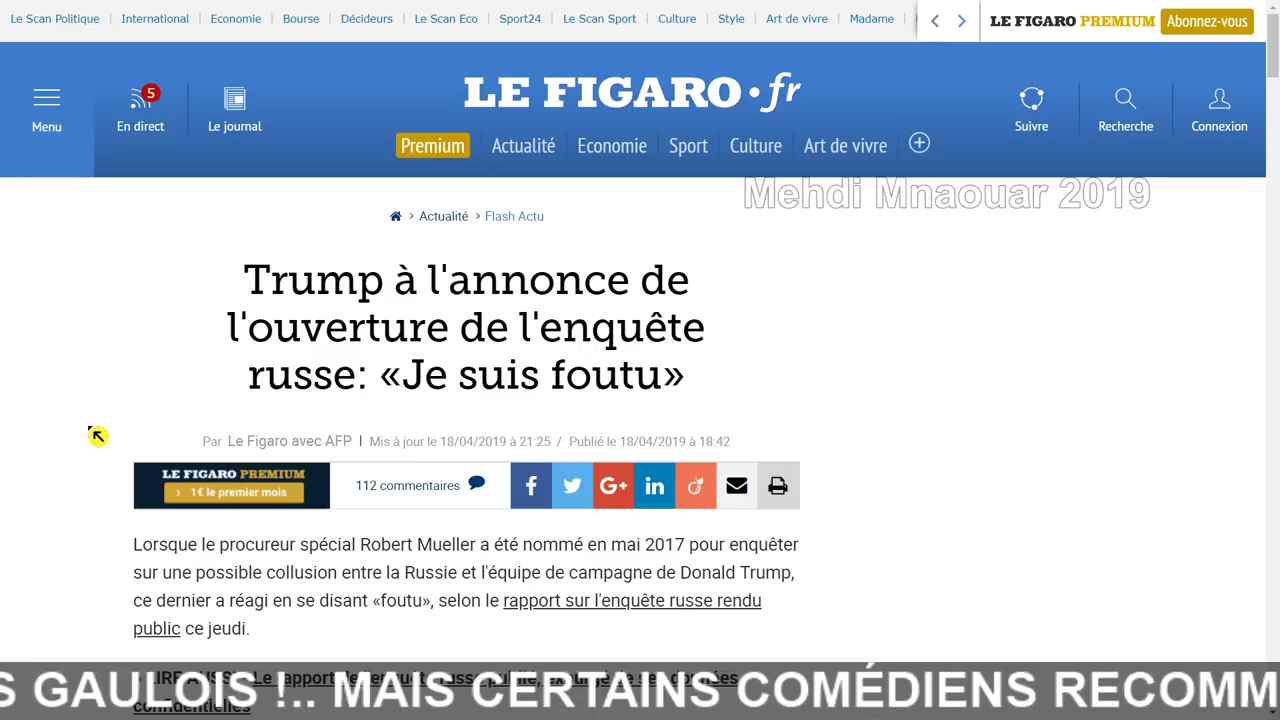 Le Scan Politique International Economie Bourse Décideurs Le Scan Eco Sport24 Le Scan Sport Culture Style Art de vivre Madame
LE FIGARO PREMIUM Abonnez-vous
LE FIGARO·fr
Menu
5
En direct
Le journal
Suivre
Recherche
Connexion
Premium Actualité Economie Sport Culture Art de vivre
Mehdi Mnaouar 2019
Actualité > Flash Actu
Trump à l'annonce de
l'ouverture de l'enquête
russe: «Je suis foutu»
Par Le Figaro avec AFP | Mis à jour le 18/04/2019 à 21:25 / Publié le 18/04/2019 à 18:42
LE FIGARO PREMIUM
› 1€ le premier mois
112 commentaires
Lorsque le procureur spécial Robert Mueller a été nommé en mai 2017 pour enquêter
sur une possible collusion entre la Russie et l'équipe de campagne de Donald Trump,
ce dernier a réagi en se disant «foutu», selon le rapport sur l'enquête russe rendu
public ce jeudi.
S GAULOIS !.. MAIS CERTAINS COMÉDIENS RECOMM